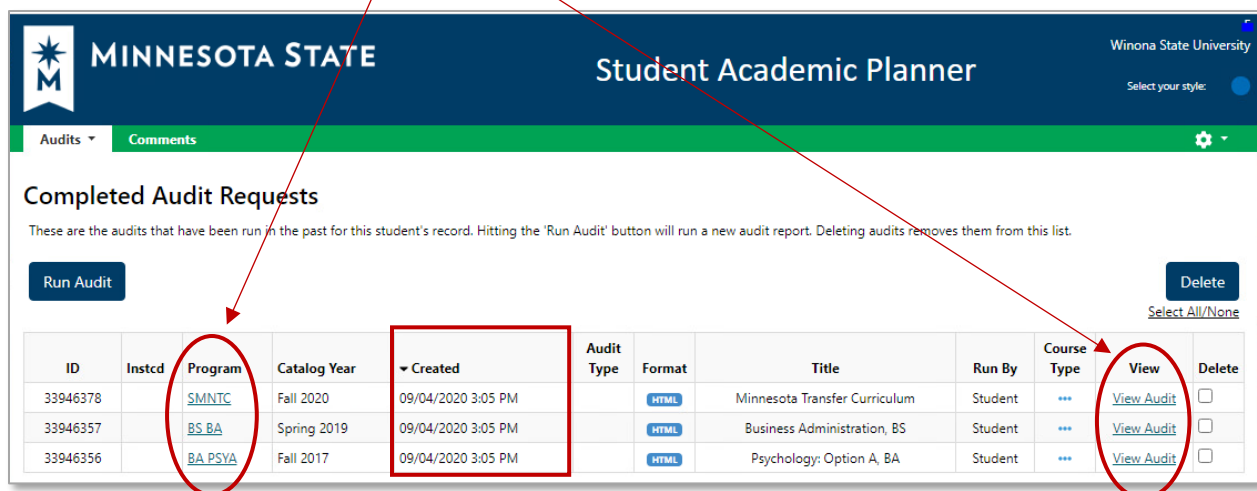 MINNESOTA STATE
M
Student Academic Planner
Winona State University
Select your style:
Audits
Comments
Completed Audit Requests
These are the audits that have been run in the past for this student's record. Hitting the 'Run Audit' button will run a new audit report. Deleting audits removes them from this list.
Run Audit
Delete
Select All/None
ID Instcd Program Catalog Year Created Audit Type Format Title Run By Course Type View Delete
33946378 SMNTC Fall 2020 09/04/2020 3:05 PM HTML Minnesota Transfer Curriculum Student ••• View Audit
33946357 BS BA Spring 2019 09/04/2020 3:05 PM HTML Business Administration, BS Student ••• View Audit
33946356 BA PSYA Fall 2017 09/04/2020 3:05 PM HTML Psychology: Option A, BA Student ••• View Audit